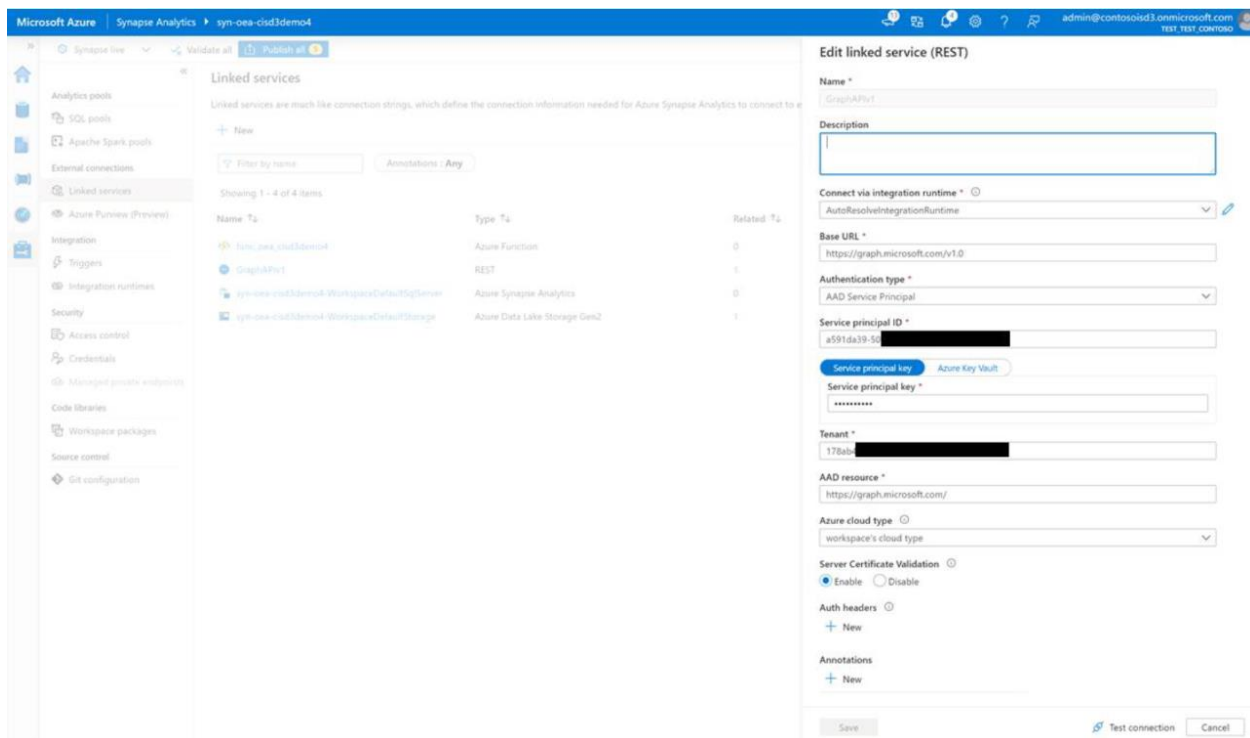 Microsoft Azure Synapse Analytics syn-oea-cisd3demo4
admin@contosoisd3.onmicrosoft.com
TEST_TEST_CONTOSO
Synapse live Validate all Publish all
Analytics pools
SQL pools
Apache Spark pools
External connections
Linked services
Azure Purview (Preview)
Integration
Triggers
Integration runtimes
Security
Access control
Credentials
Managed private endpoints
Code libraries
Workspace packages
Source control
Git configuration
Linked services
Linked services are much like connection strings, which define the connection information needed for Azure Synapse Analytics to connect to e
New
Filter by name Annotations : Any
Showing 1 - 4 of 4 items
Name Type Related
func_oea_cisd3demo4 Azure Function 0
GraphAPIv1 REST 1
syn-oea-cisd3demo4-WorkspaceDefaultSqlServer Azure Synapse Analytics 0
syn-oea-cisd3demo4-WorkspaceDefaultStorage Azure Data Lake Storage Gen2 1
Edit linked service (REST)
Name *
GraphAPIv1
Description
Connect via integration runtime *
AutoResolveIntegrationRuntime
Base URL *
https://graph.microsoft.com/v1.0
Authentication type *
AAD Service Principal
Service principal ID *
a591da39-50
Service principal key Azure Key Vault
Service principal key *
••••••••••
Tenant *
178ab4
AAD resource *
https://graph.microsoft.com/
Azure cloud type
workspace's cloud type
Server Certificate Validation
Enable Disable
Auth headers
New
Annotations
New
Save Test connection Cancel